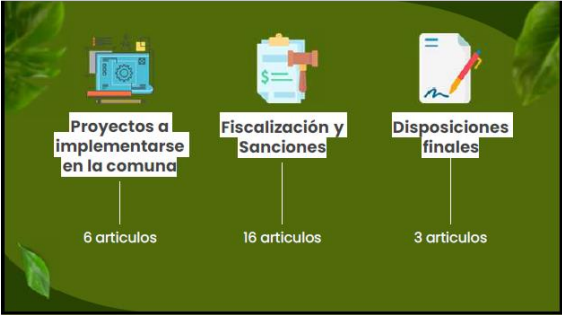 Proyectos a
implementarse
en la comuna
6 articulos
Fiscalización y
Sanciones
16 articulos
Disposiciones
finales
3 articulos